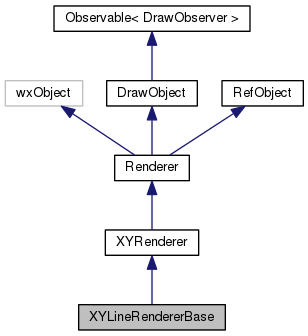 Observable< DrawObserver >
wxObject
DrawObject
RefObject
Renderer
XYRenderer
XYLineRendererBase